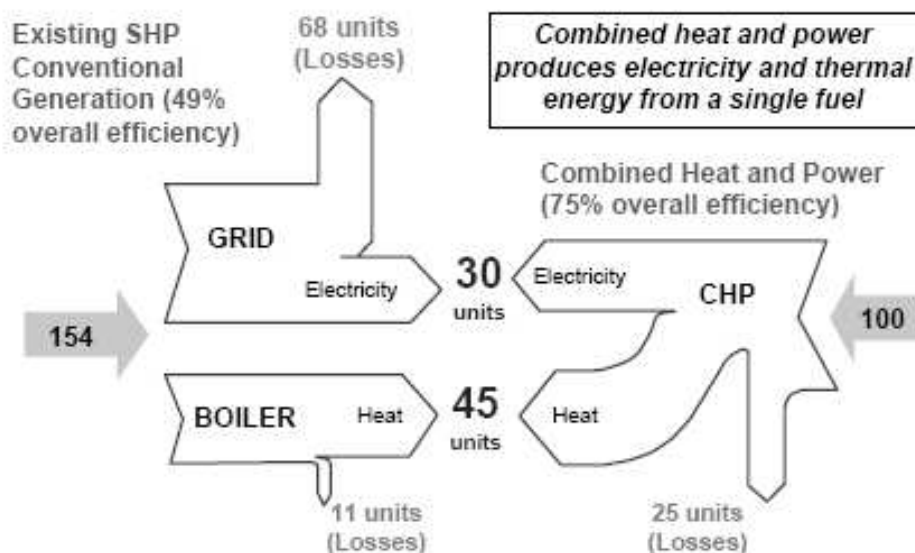 Existing SHP
Conventional
Generation (49%
overall efficiency)
68 units
(Losses)
Combined heat and power
produces electricity and thermal
energy from a single fuel
Combined Heat and Power
(75% overall efficiency)
GRID
Electricity
30
units
Electricity
CHP
154
100
BOILER
Heat
45
units
Heat
11 units
(Losses)
25 units
(Losses)